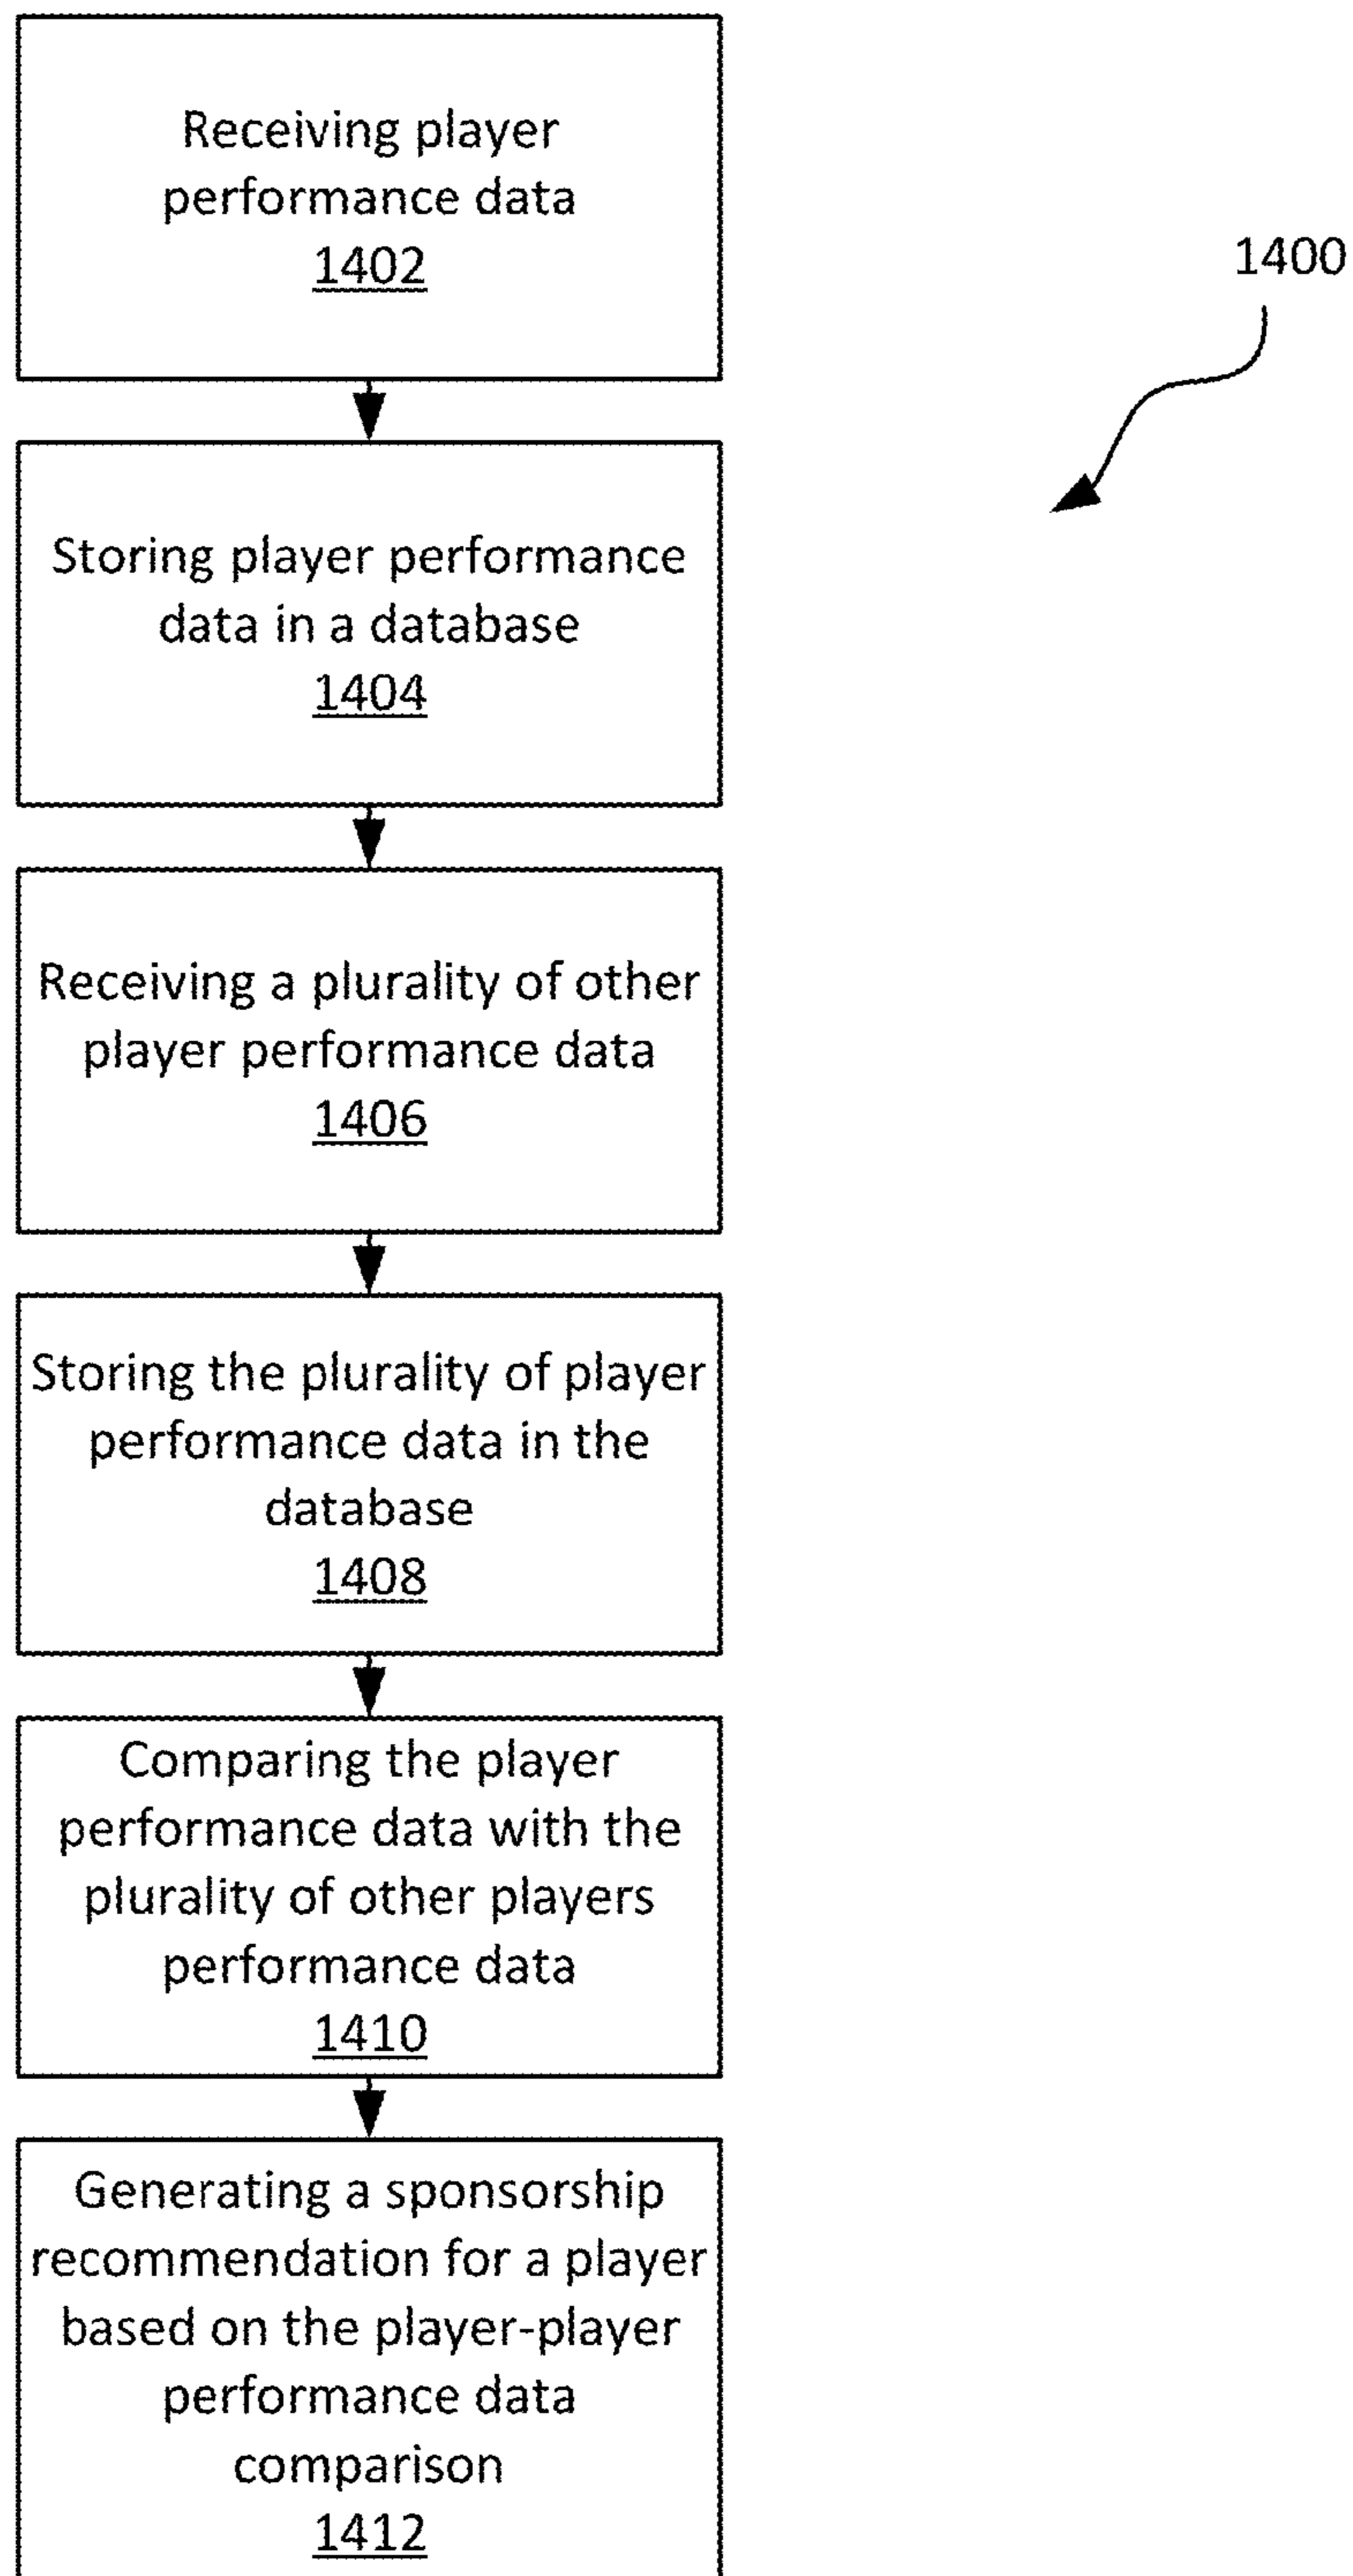 Receiving player
performance data
1402
1400
Storing player performance
data in a database
1404
Receiving a plurality of other
player performance data
1406
Storing the plurality of player
performance data in the
database
1408
Comparing the player
performance data with the
plurality of other players
performance data
1410
Generating a sponsorship
recommendation for a player
based on the player-player
performance data
comparison
1412